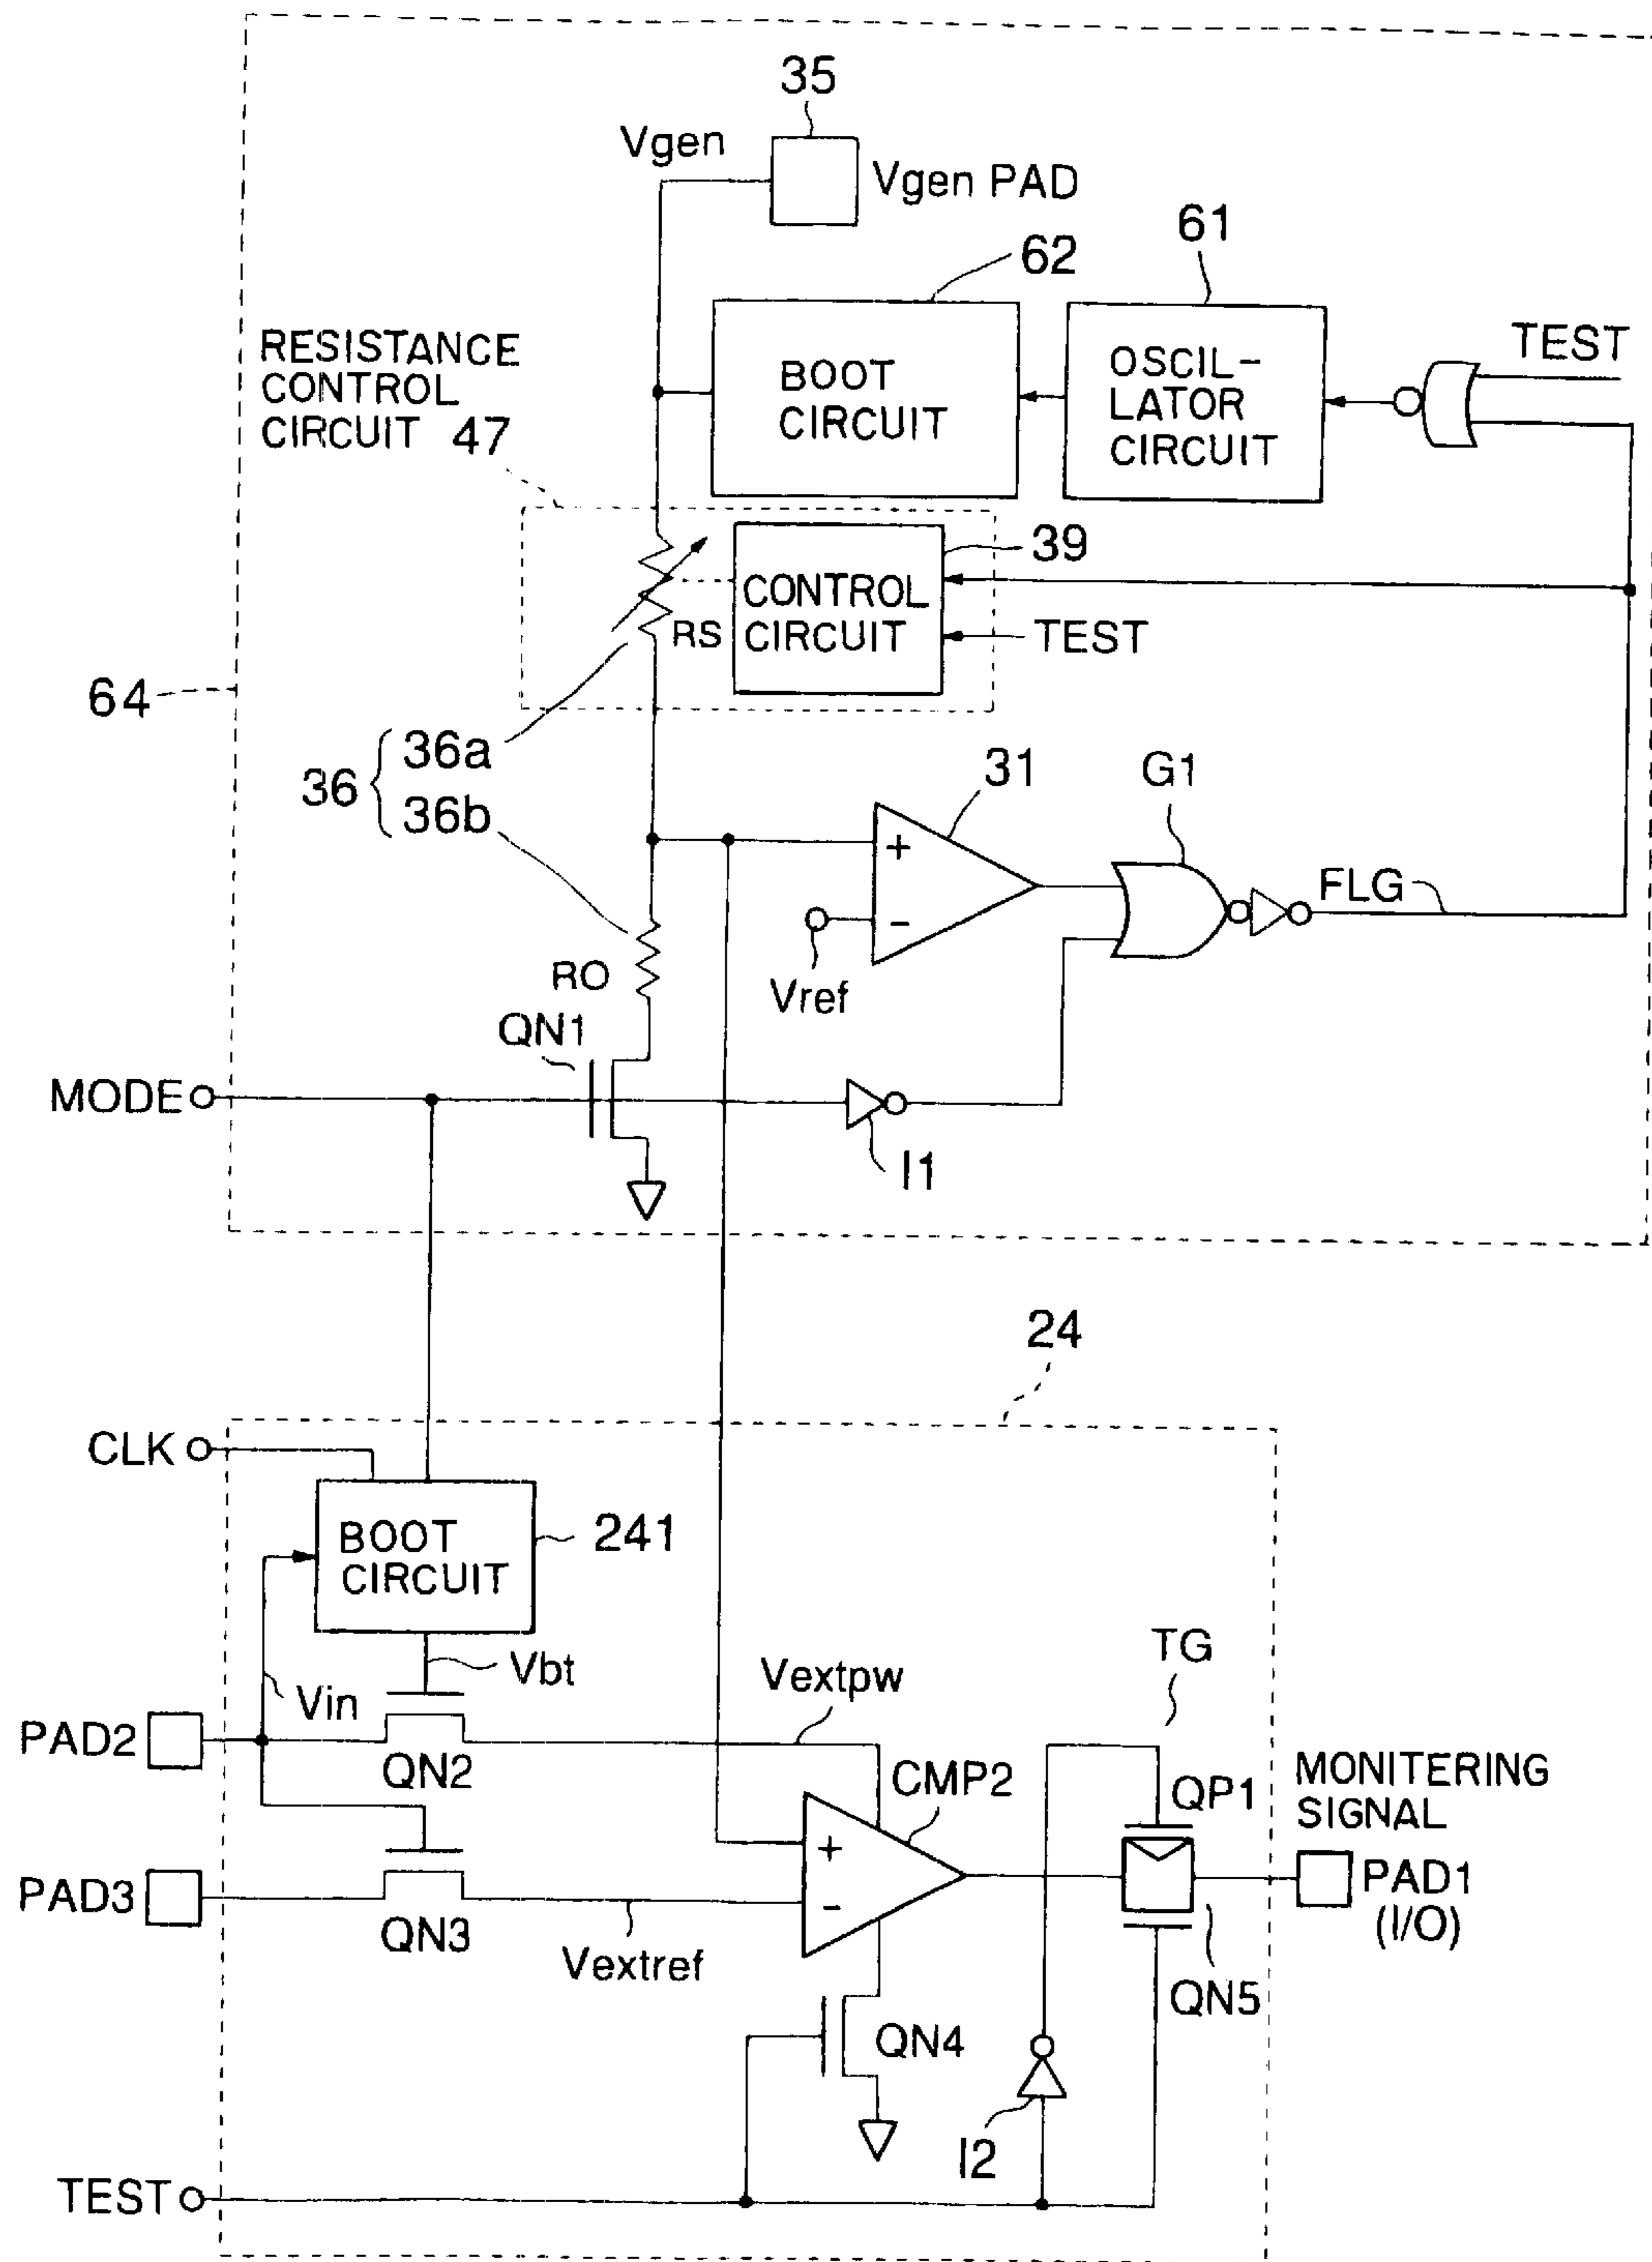 35
Vgen
Vgen PAD
61
62
TEST
RESISTANCE
CONTROL
CIRCUIT 47
BOOT
CIRCUIT
OSCIL-
LATOR
CIRCUIT
39
CONTROL
CIRCUIT
RS
TEST
64
36
36a
36b
31
G1
+
-
FLG
Vref
RO
QN1
MODE
I1
24
CLK
BOOT
CIRCUIT
241
Vbt
TG
Vin
Vextpw
PAD2
QN2
CMP2
QP1
MONITERING
SIGNAL
+
-
PAD3
QN3
Vextref
PAD1
(I/O)
QN5
QN4
I2
TEST